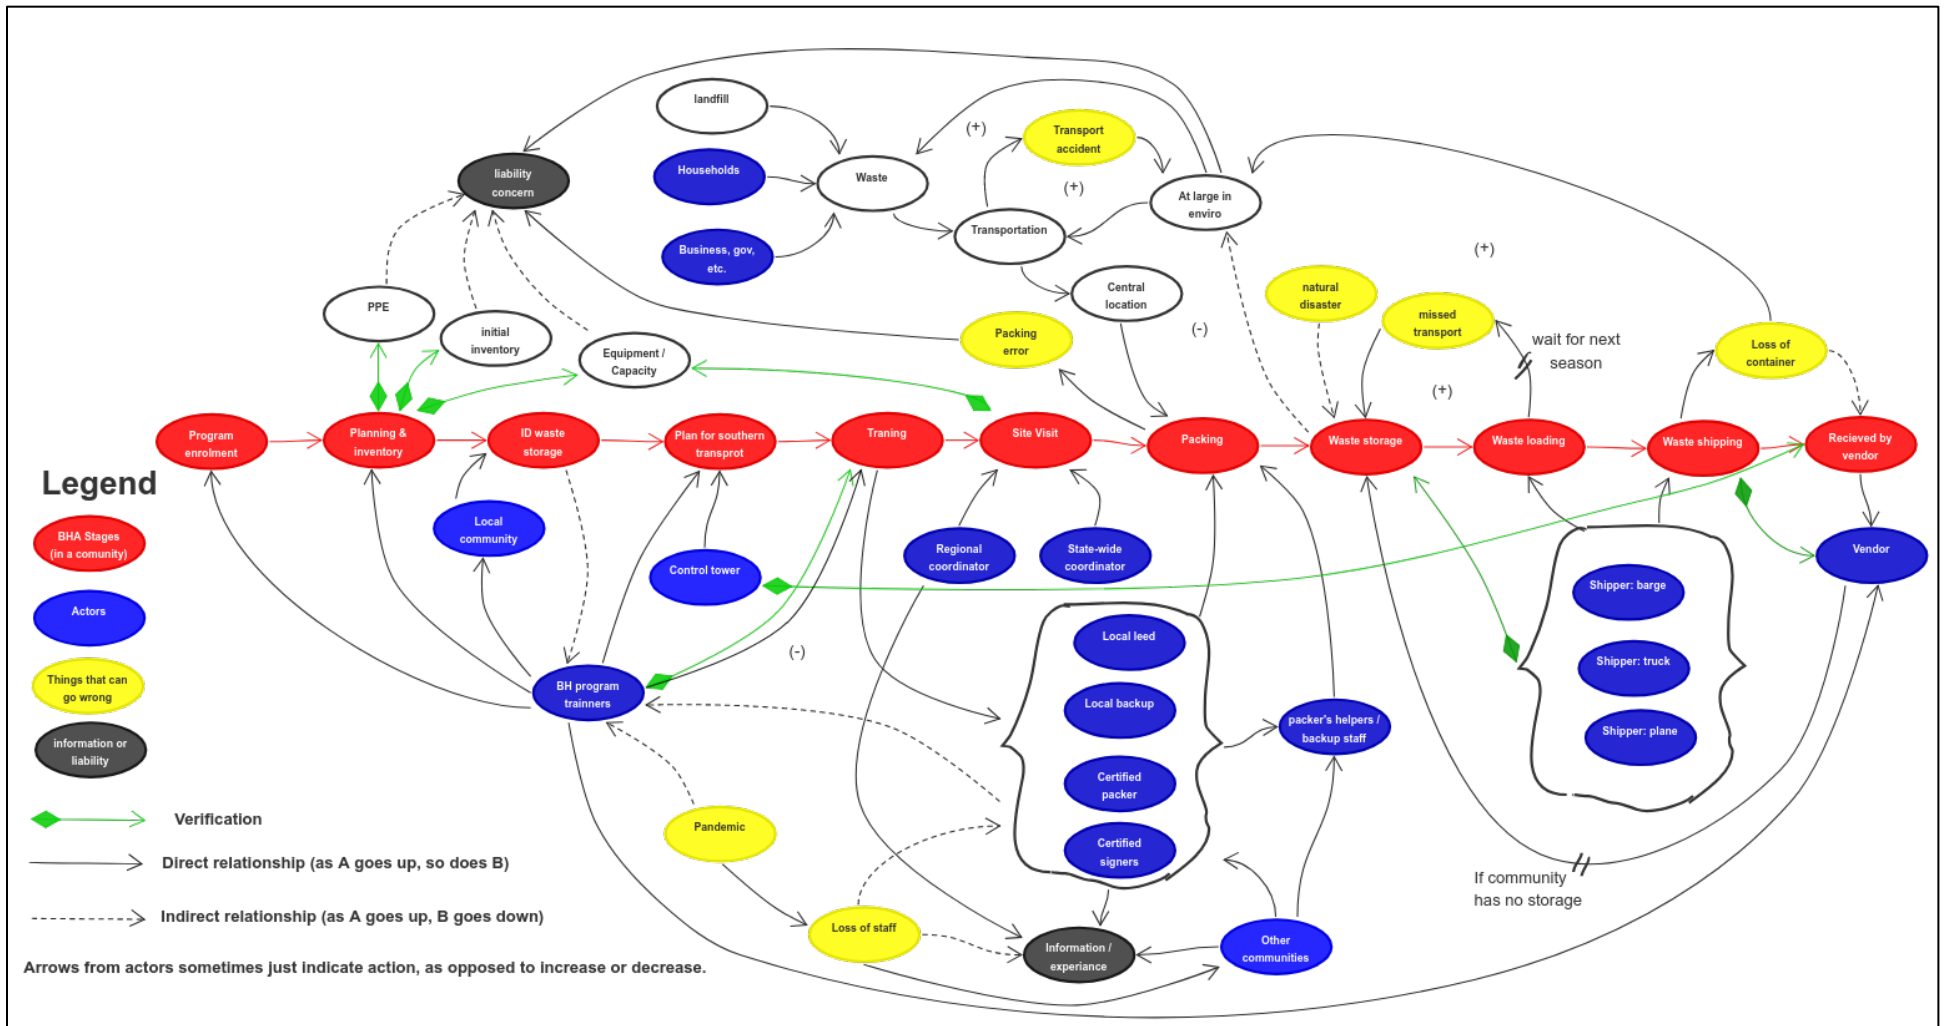 landfill
Households
Business, gov,
etc.
Waste
(+)
Transport
accident
(+)
At large in
enviro
Transportation
Central
location
(-)
liability
concern
PPE
initial
inventory
Equipment /
Capacity
Packing
error
natural
disaster
(+)
missed
transport
wait for next
season
(+)
Loss of
container
Program
enrolment
Planning &
inventory
ID waste
storage
Plan for southern
transprot
Traning
Site Visit
Packing
Waste storage
Waste loading
Waste shipping
Recieved by
vendor
Legend
BHA Stages
(in a comunity)
Actors
Things that can
go wrong
information or
liability
Verification
Direct relationship (as A goes up, so does B)
Indirect relationship (as A goes up, B goes down)
Arrows from actors sometimes just indicate action, as opposed to increase or decrease.
Local
community
Control tower
Regional
coordinator
State-wide
coordinator
Vendor
BH program
trainners
(-)
Local leed
Local backup
Certified
packer
Certified
signers
packer's helpers /
backup staff
Shipper: barge
Shipper: truck
Shipper: plane
Pandemic
Loss of staff
Information /
experiance
Other
communities
If community
has no storage